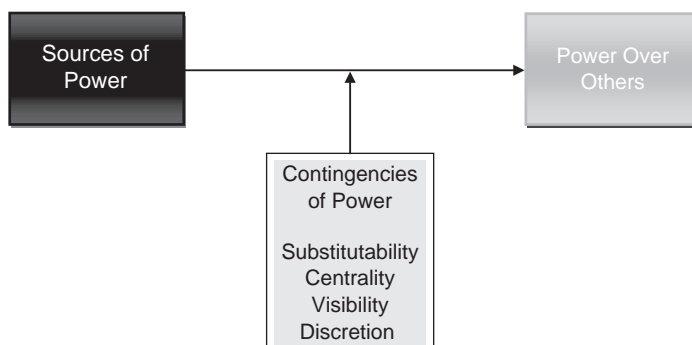 Sources of
Power
Power Over
Others
Contingencies
of Power
Substitutability
Centrality
Visibility
Discretion